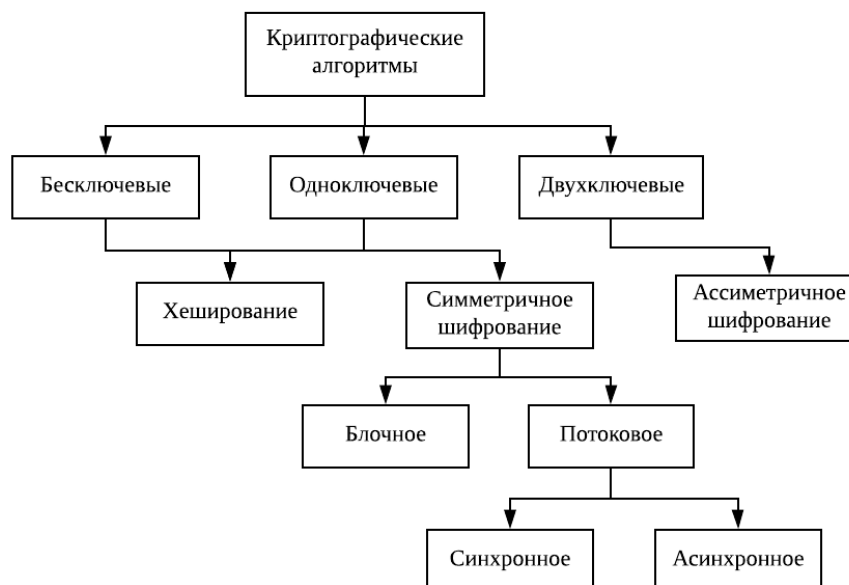 Криптографические
алгоритмы
Бесключевые
Одноключевые
Двухключевые
Хеширование
Симметричное
шифрование
Ассиметричное
шифрование
Блочное
Потоковое
Синхронное
Асинхронное